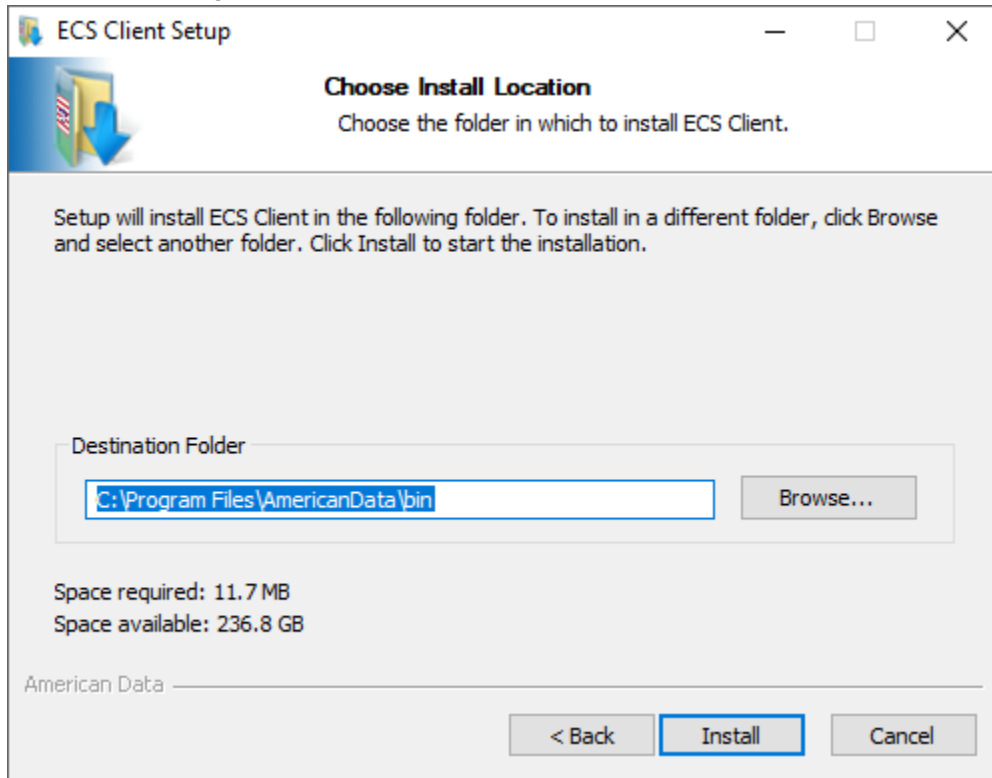 ECS Client Setup
Choose Install Location
Choose the folder in which to install ECS Client.
Setup will install ECS Client in the following folder. To install in a different folder, click Browse
and select another folder. Click Install to start the installation.
Destination Folder
C:\Program Files\AmericanData\bin
Browse...
Space required: 11.7 MB
Space available: 236.8 GB
American Data
< Back
Install
Cancel